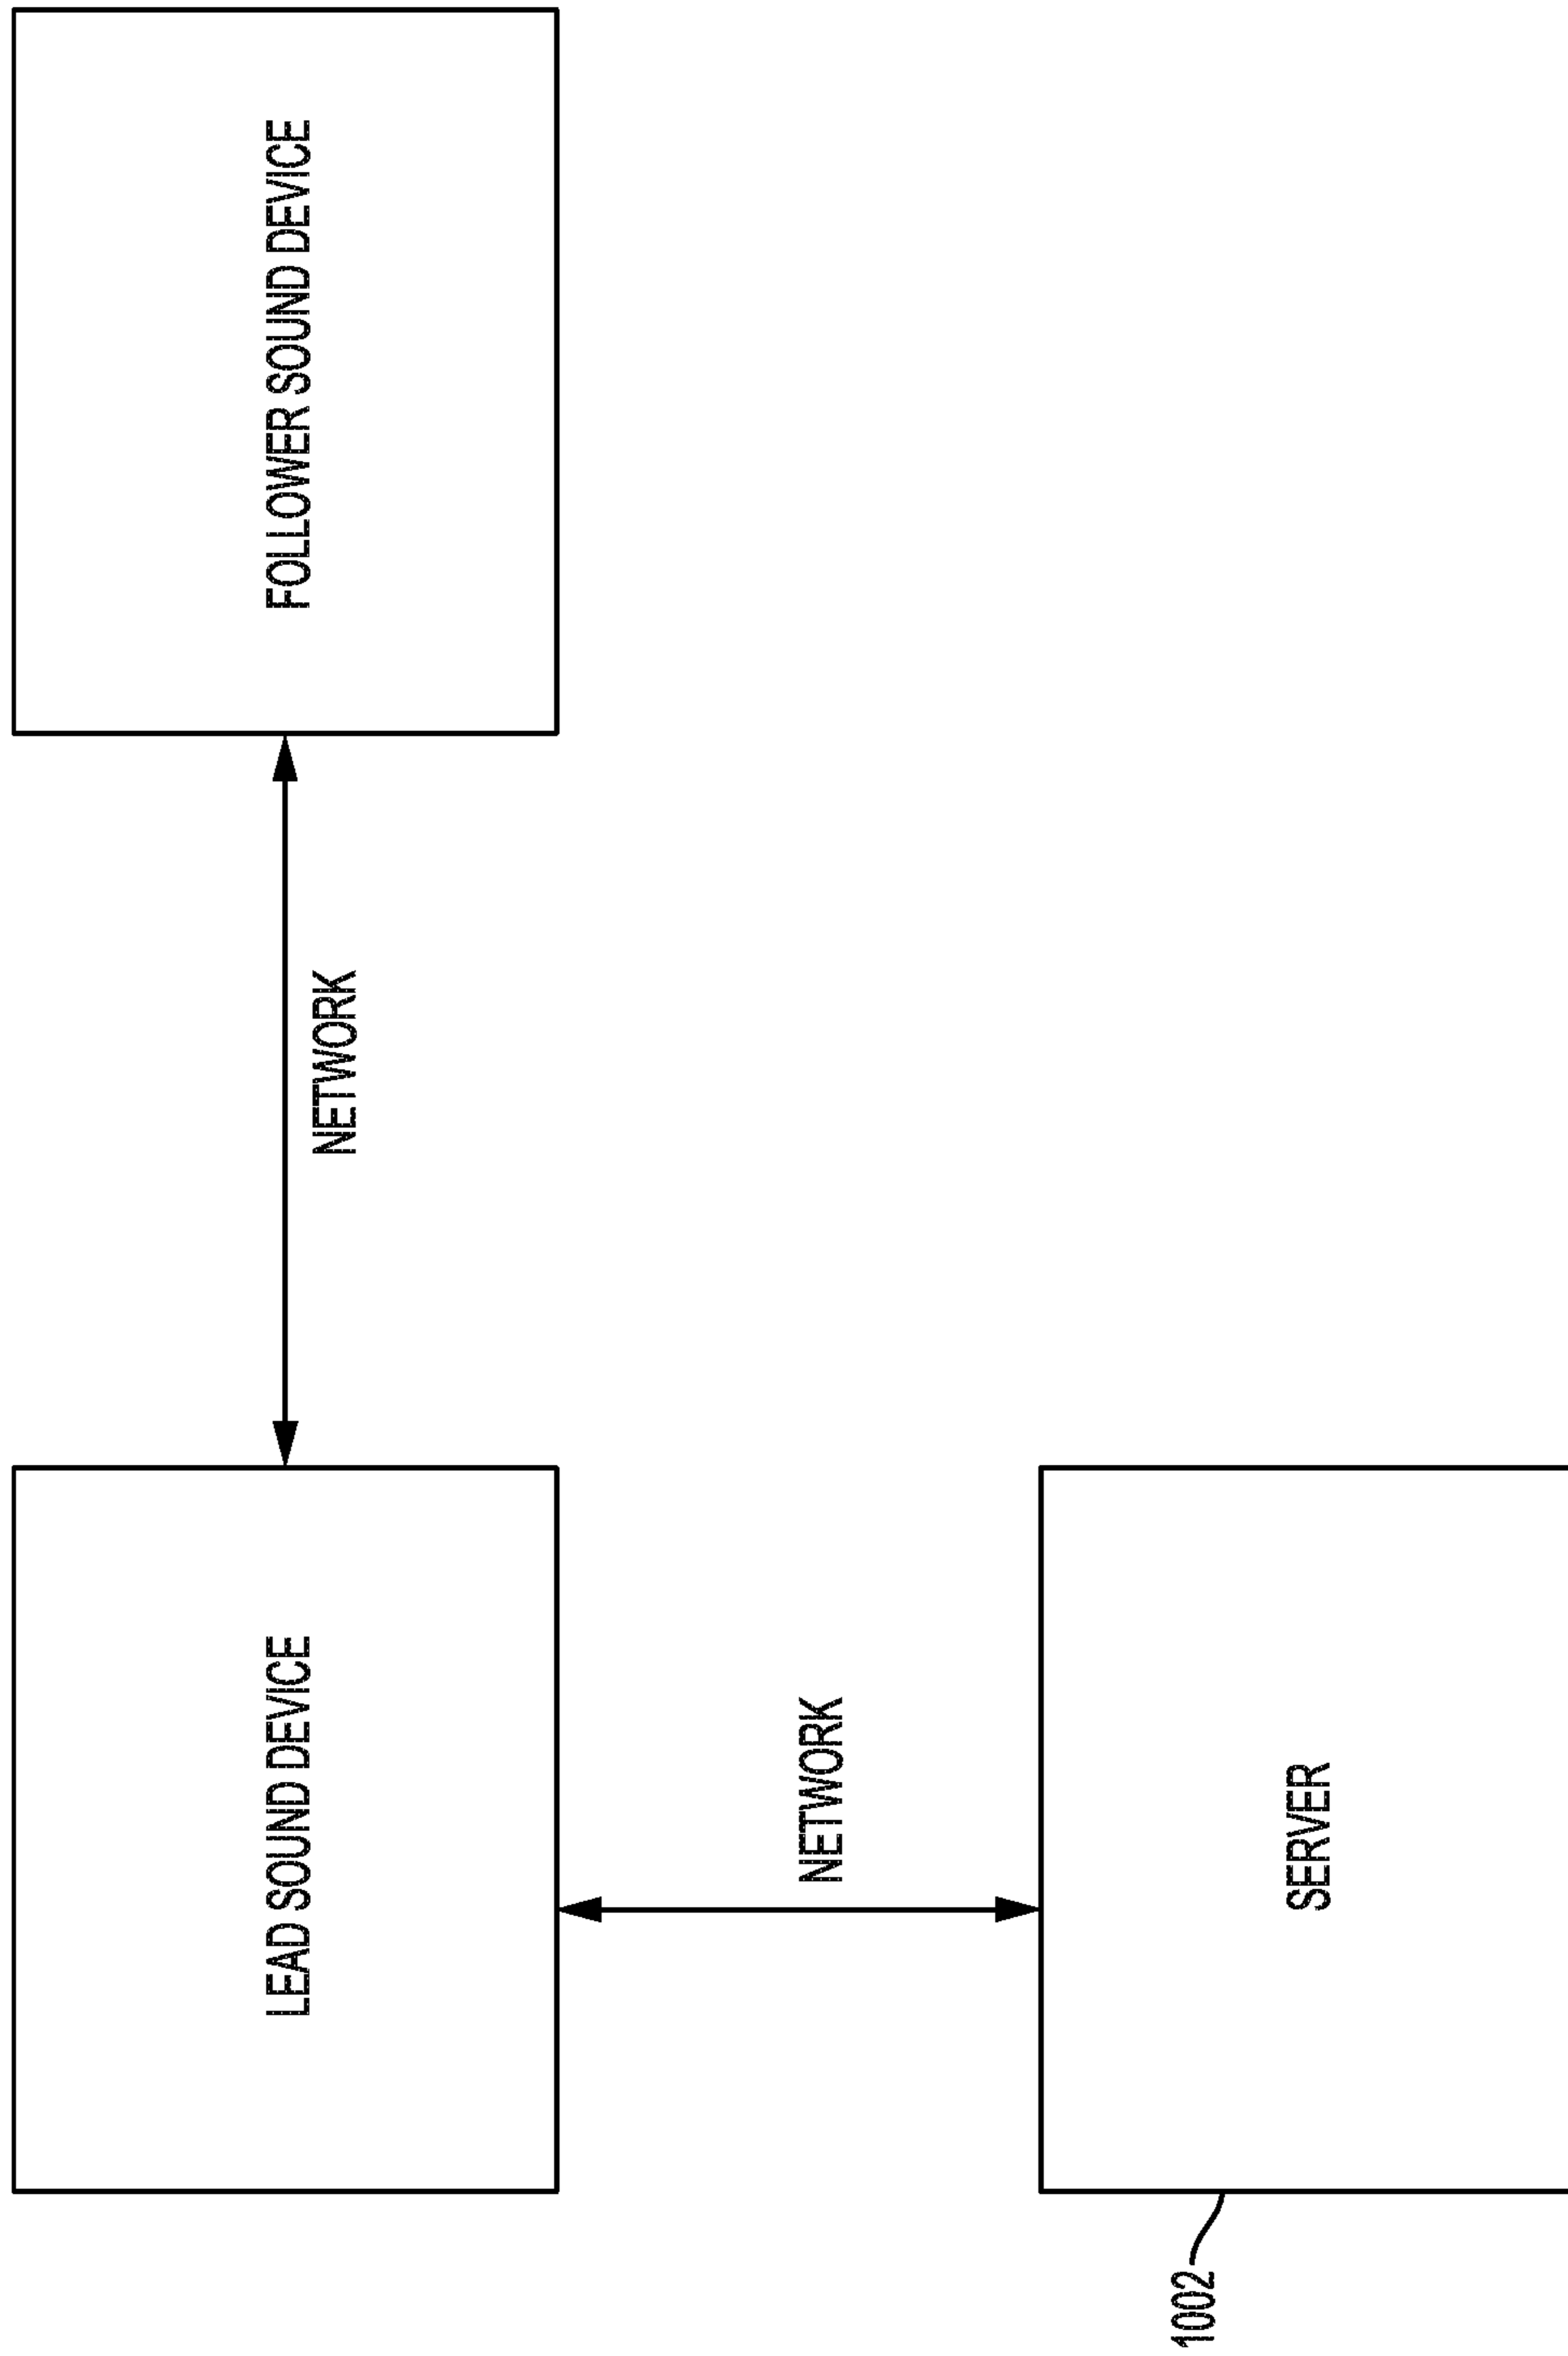 LEAD SOUND DEVICE
NETWORK
FOLLOWER SOUND DEVICE
NETWORK
SERVER
1002